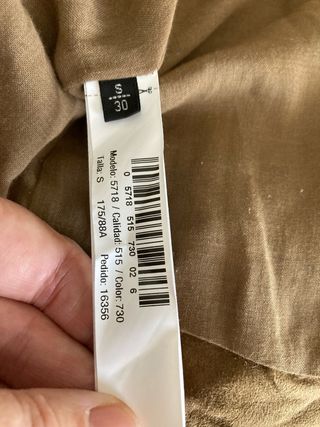 S
30
0 5718 515 730 02 6
Modelo: 5718 / Calidad: 515 / Color: 730
Talla: S 175/88A Pedido: 16356